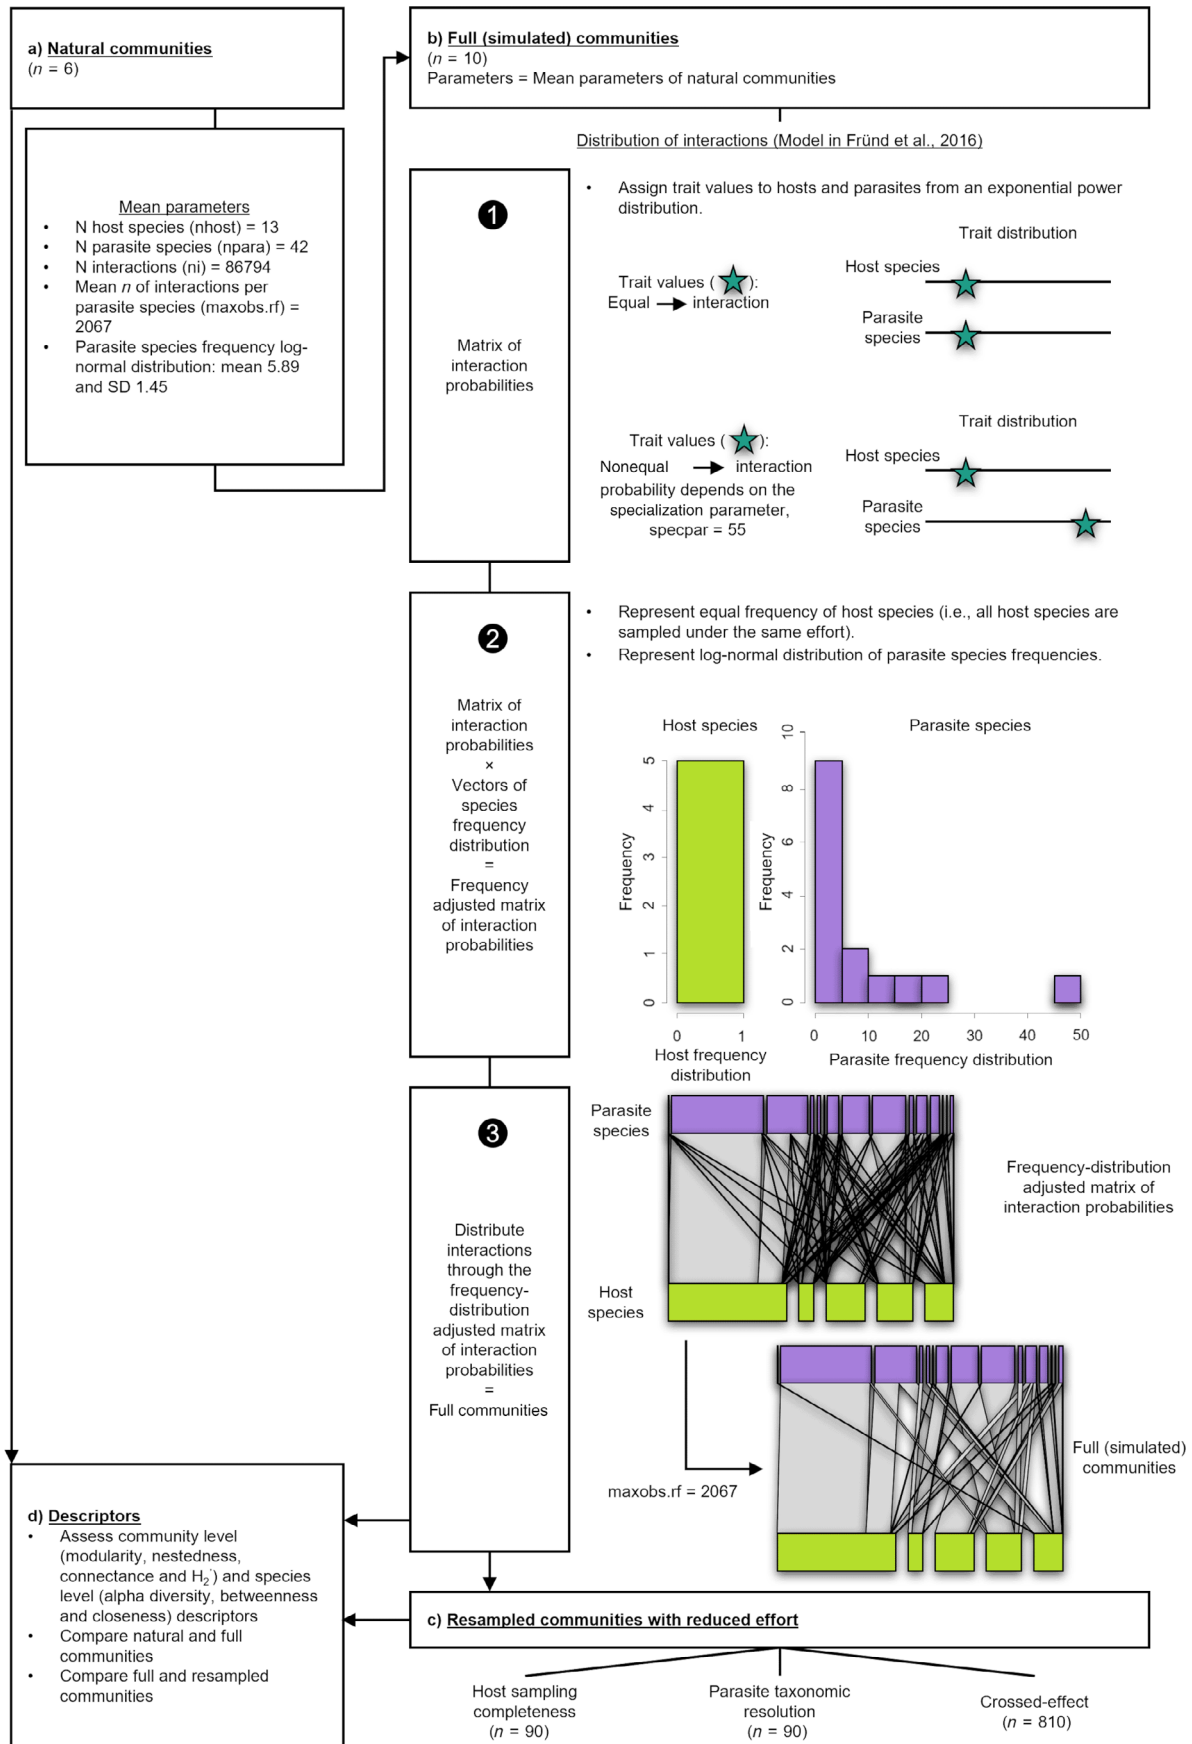 a) Natural communities
(n = 6)
Mean parameters
• N host species (nhost) = 13
• N parasite species (npara) = 42
• N interactions (ni) = 86794
• Mean n of interactions per
parasite species (maxobs.rf) =
2067
• Parasite species frequency log-
normal distribution: mean 5.89
and SD 1.45
b) Full (simulated) communities
(n = 10)
Parameters = Mean parameters of natural communities
Distribution of interactions (Model in Fründ et al., 2016)
1
Matrix of
interaction
probabilities
• Assign trait values to hosts and parasites from an exponential power
distribution.
Trait values ( ):
Equal interaction
Trait distribution
Host species
Parasite
species
Trait values ( ):
Nonequal interaction
probability depends on the
specialization parameter,
specpar = 55
Trait distribution
Host species
Parasite
species
2
Matrix of
interaction
probabilities
×
Vectors of
species
frequency
distribution
=
Frequency
adjusted matrix
of interaction
probabilities
• Represent equal frequency of host species (i.e., all host species are
sampled under the same effort).
• Represent log-normal distribution of parasite species frequencies.
Host species
Frequency
5
4
3
2
1
0
0 1
Host frequency
distribution
Parasite species
Frequency
10
8
6
4
2
0
0 10 20 30 40 50
Parasite frequency distribution
3
Distribute
interactions
through the
frequency-
distribution
adjusted matrix
of interaction
probabilities
=
Full communities
Parasite
species
Host
species
Frequency-distribution
adjusted matrix of
interaction probabilities
maxobs.rf = 2067
Full (simulated)
communities
c) Resampled communities with reduced effort
Host sampling
completeness
(n = 90)
Parasite taxonomic
resolution
(n = 90)
Crossed-effect
(n = 810)
d) Descriptors
• Assess community level
(modularity, nestedness,
connectance and H2') and species
level (alpha diversity, betweenness
and closeness) descriptors
• Compare natural and full
communities
• Compare full and resampled
communities